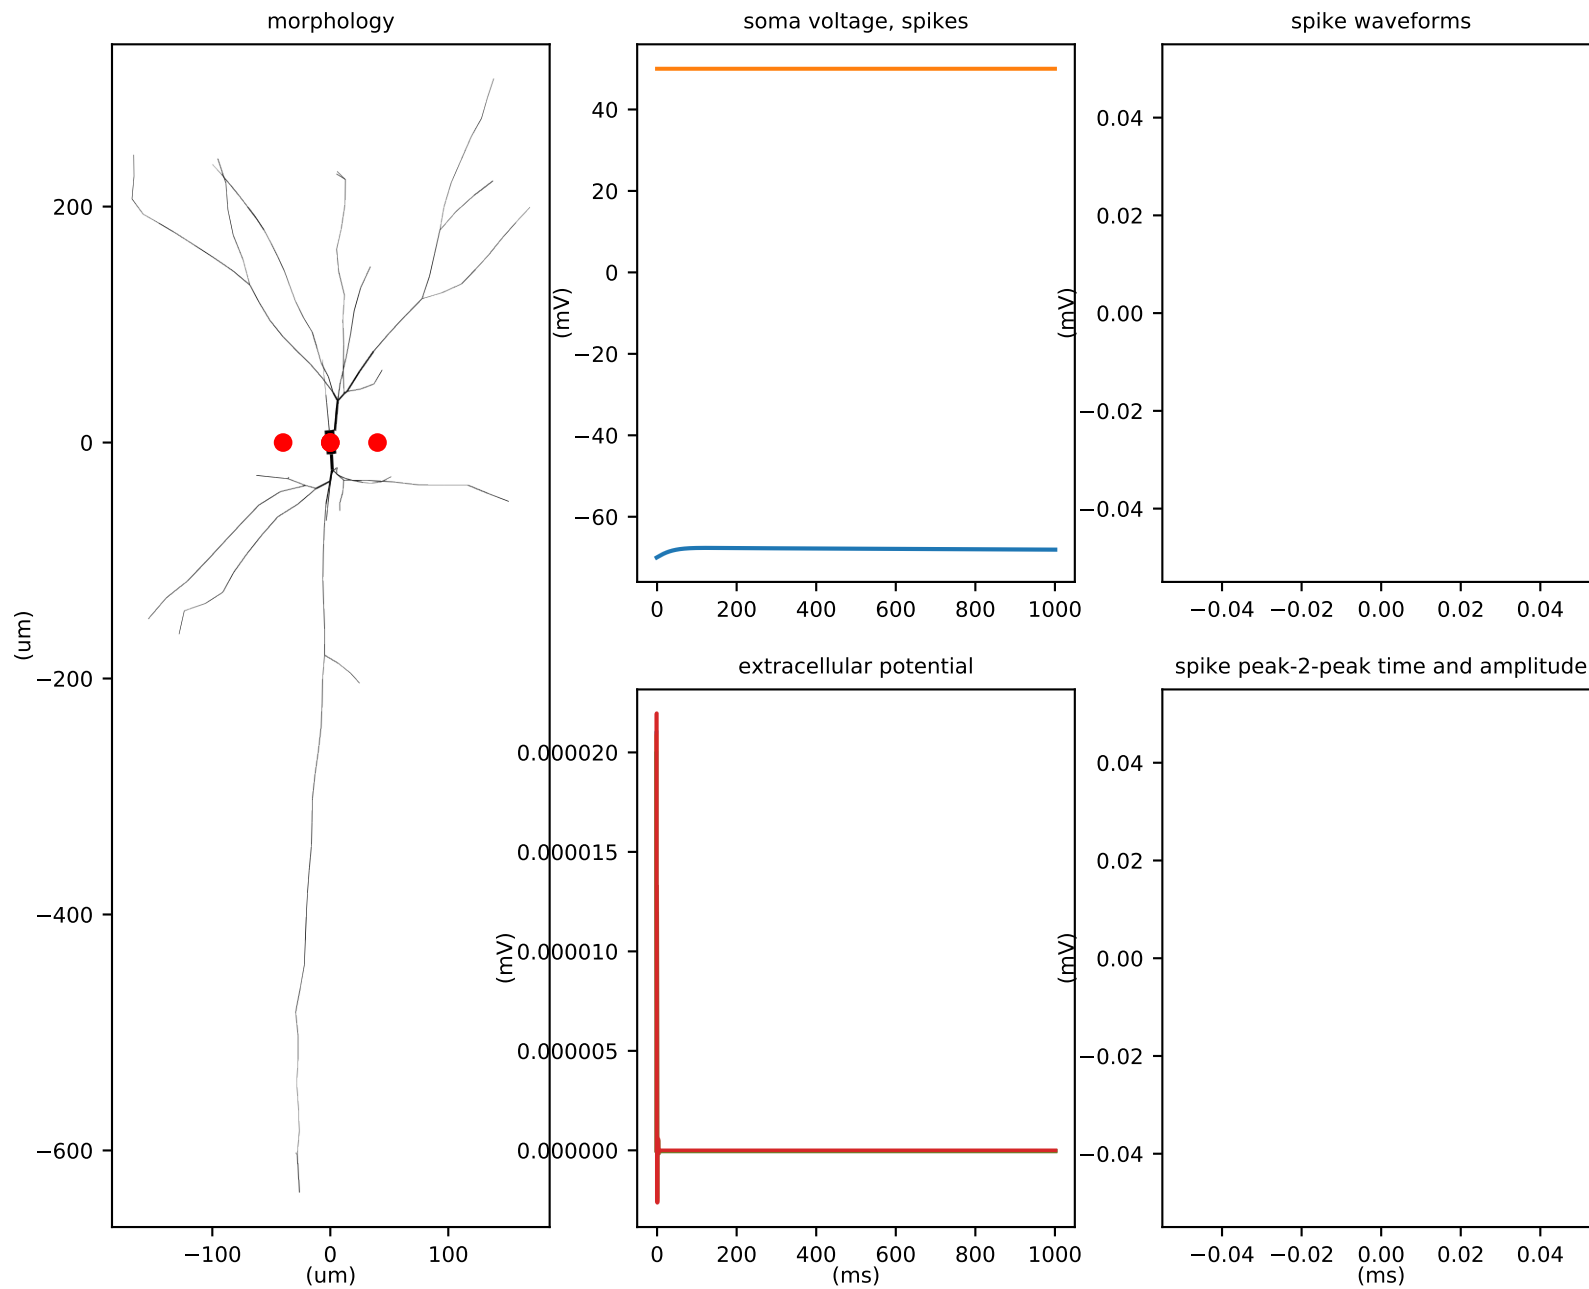 morphology
200
0
−200
−400
−600
(um)
−100 0 100
(um)
soma voltage, spikes
40
20
0
−20
−40
−60
(mV)
0 200 400 600 800 1000
spike waveforms
0.04
0.02
0.00
−0.02
−0.04
(mV)
−0.04 −0.02 0.00 0.02 0.04
extracellular potential
0.000020
0.000015
0.000010
0.000005
0.000000
(mV)
0 200 400 600 800 1000
(ms)
spike peak-2-peak time and amplitude
0.04
0.02
0.00
−0.02
−0.04
(mV)
−0.04 −0.02 0.00 0.02 0.04
(ms)